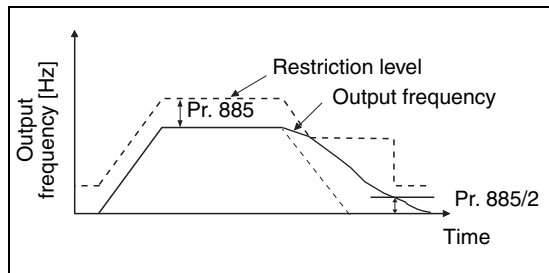 Output
frequency [Hz]
Restriction level
Pr. 885
Output frequency
Pr. 885/2
Time